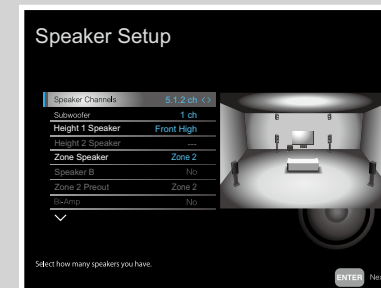 Speaker Setup
Speaker Channels 5.1.2 ch <>
Subwoofer 1 ch
Height 1 Speaker Front High
Height 2 Speaker ---
Zone Speaker Zone 2
Speaker B No
Zone 2 Preout Zone 2
Bi-Amp No
Select how many speakers you have.
ENTER Nex